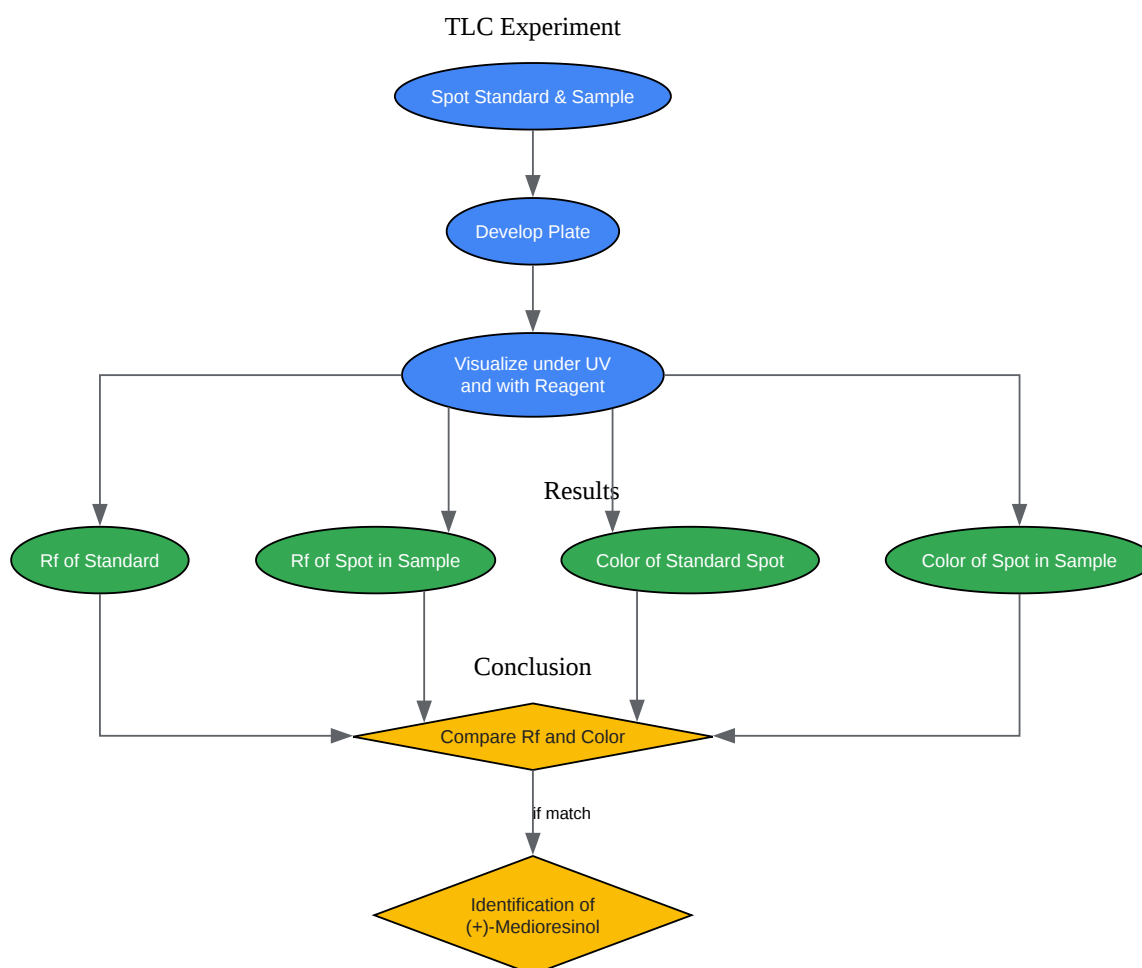 TLC Experiment
Spot Standard & Sample
Develop Plate
Visualize under UV
and with Reagent
Results
Rf of Standard
Rf of Spot in Sample
Color of Standard Spot
Color of Spot in Sample
Conclusion
Compare Rf and Color
if match
Identification of
(+)-Medioresinol